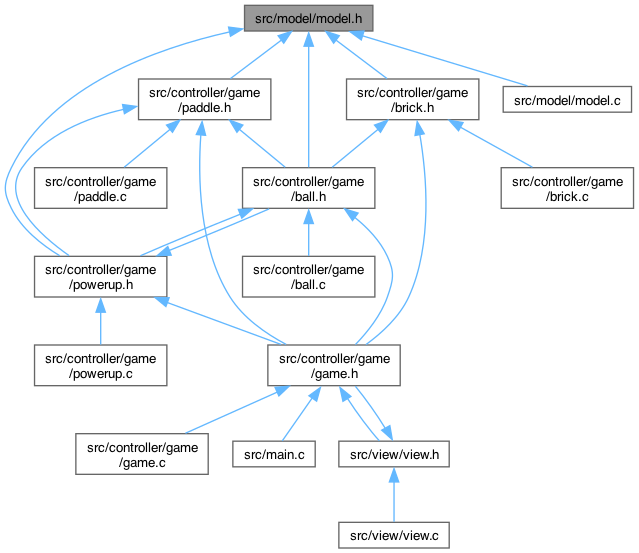 src/model/model.h
src/controller/game
/paddle.h
src/controller/game
/brick.h
src/model/model.c
src/controller/game
/paddle.c
src/controller/game
/ball.h
src/controller/game
/brick.c
src/controller/game
/powerup.h
src/controller/game
/ball.c
src/controller/game
/powerup.c
src/controller/game
/game.h
src/controller/game
/game.c
src/main.c
src/view/view.h
src/view/view.c